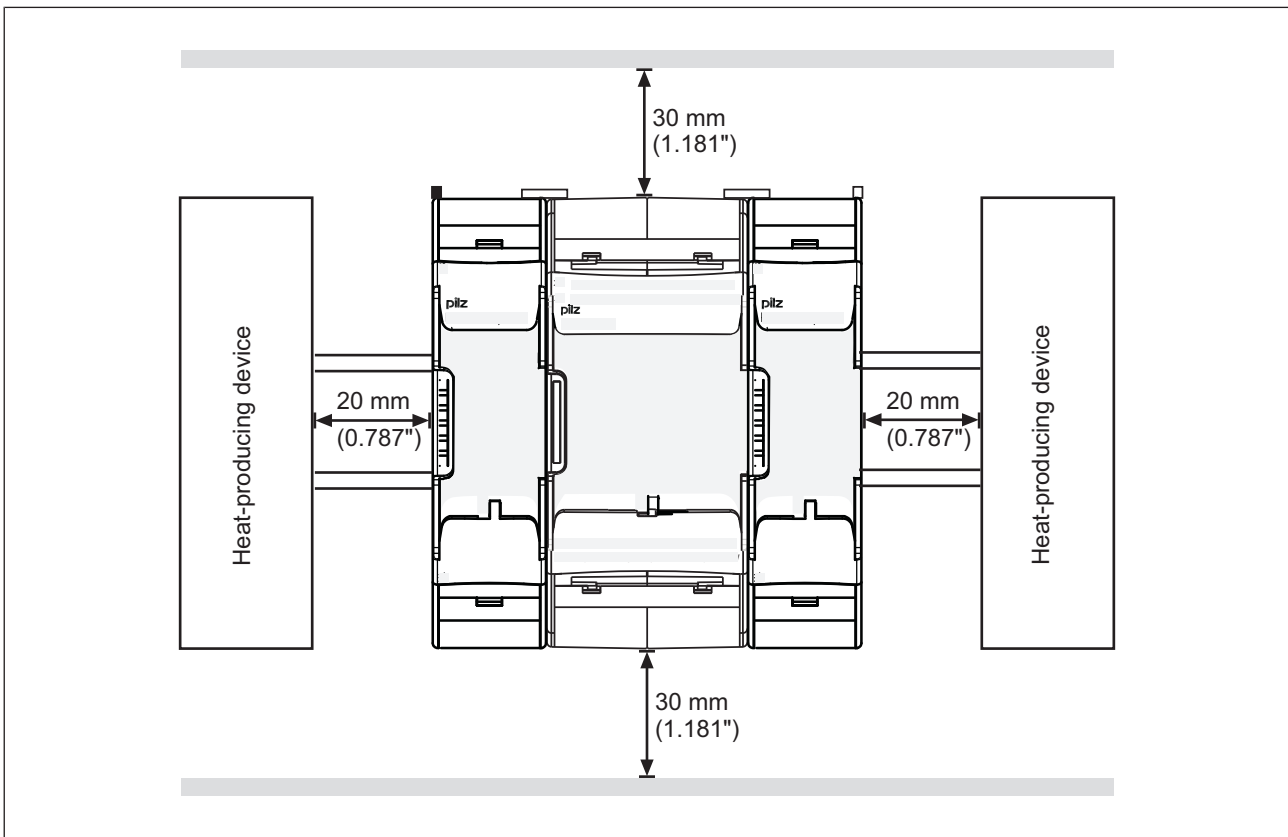 30 mm
(1.181")
pilz
pilz
pilz
Heat-producing device
20 mm
(0.787")
20 mm
(0.787")
Heat-producing device
30 mm
(1.181")